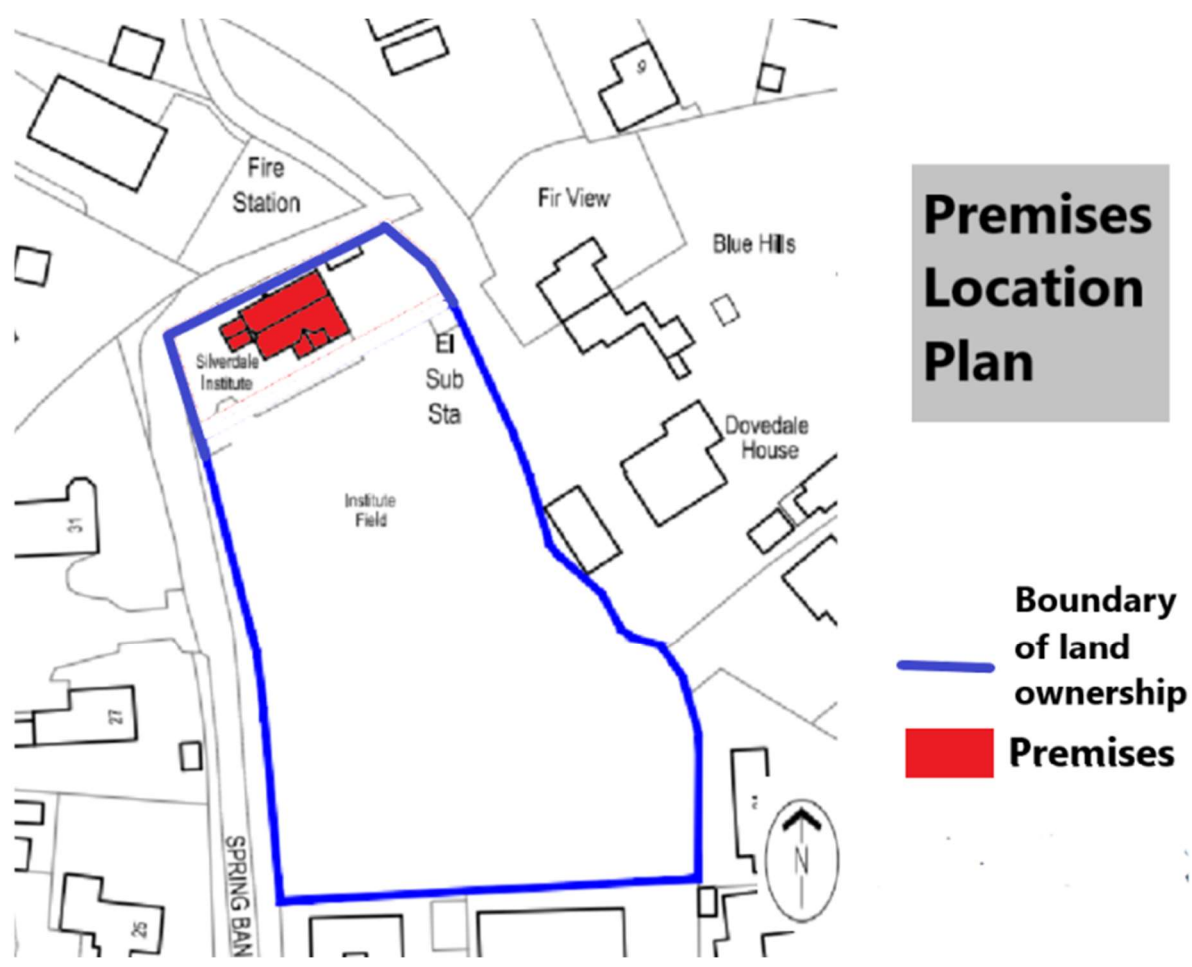 9
Fire
Station
Fir View
Blue Hills
Premises
Location
Plan
Silverdale
Institute
El
Sub
Sta
Dovedale
House
Institute
Field
31
Boundary
of land
ownership
27
Premises
N
SPRING BAN
25